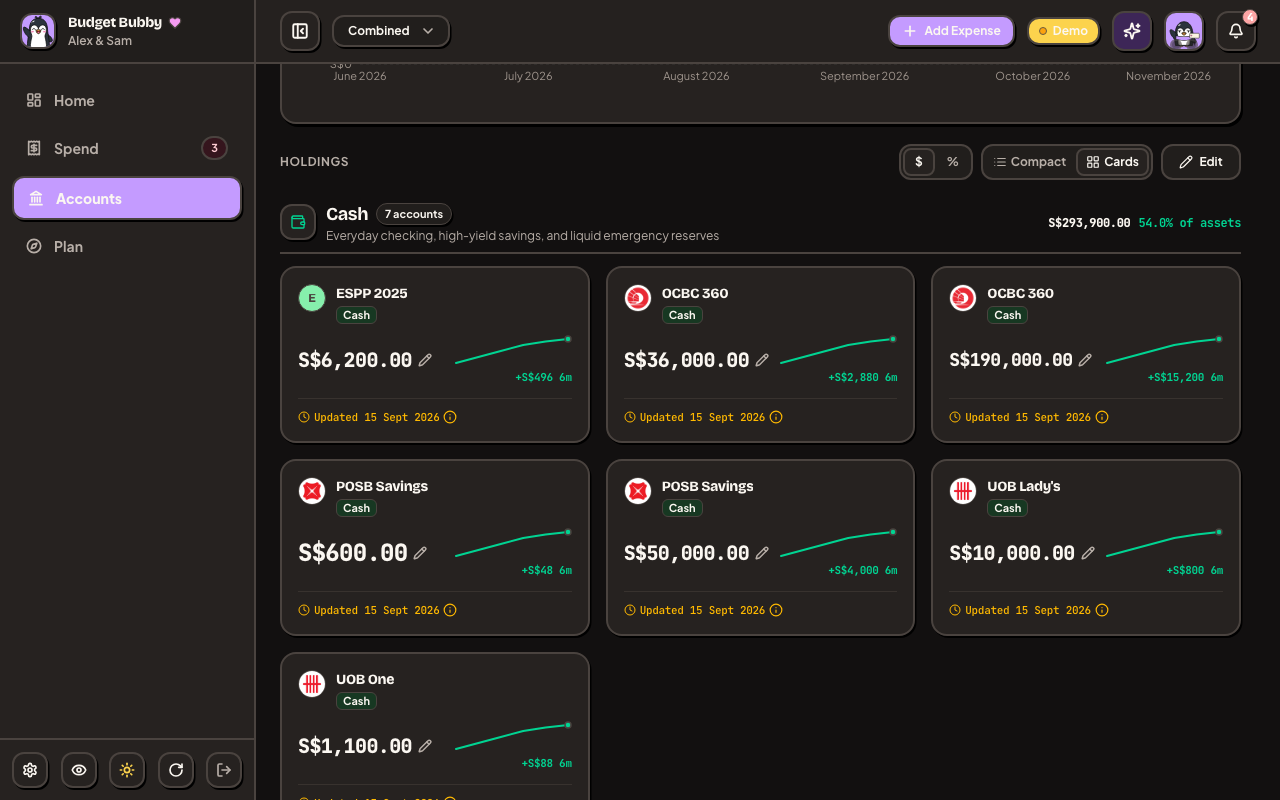 Budget Bubby
Alex & Sam
Combined
Add Expense
Demo
4
Home
Spend
3
Accounts
Plan
S$0
June 2026
July 2026
August 2026
September 2026
October 2026
November 2026
HOLDINGS
$
%
Compact
Cards
Edit
Cash
7 accounts
Everyday checking, high-yield savings, and liquid emergency reserves
S$293,900.00 54.0% of assets
E
ESPP 2025
Cash
S$6,200.00
+S$496 6m
Updated 15 Sept 2026
OCBC 360
Cash
S$36,000.00
+S$2,880 6m
Updated 15 Sept 2026
OCBC 360
Cash
S$190,000.00
+S$15,200 6m
Updated 15 Sept 2026
POSB Savings
Cash
S$600.00
+S$48 6m
Updated 15 Sept 2026
POSB Savings
Cash
S$50,000.00
+S$4,000 6m
Updated 15 Sept 2026
UOB Lady's
Cash
S$10,000.00
+S$800 6m
Updated 15 Sept 2026
UOB One
Cash
S$1,100.00
+S$88 6m